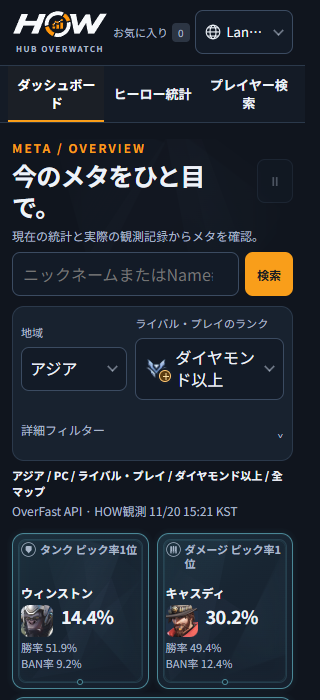 HOW
HUB OVERWATCH
お気に入り 0
Lan…
ダッシュボー
ド
ヒーロー統計
プレイヤー検
索
META / OVERVIEW
今のメタをひと目
で。
現在の統計と実際の観測記録からメタを確認。
ニックネームまたはName
検索
地域
アジア
ライバル・プレイのランク
ダイヤモン
ド以上
詳細フィルター
アジア / PC / ライバル・プレイ / ダイヤモンド以上 / 全
マップ
OverFast API · HOW観測 11/20 15:21 KST
タンク ピック率1位
ウィンストン
14.4%
勝率 51.9%
BAN率 9.2%
ダメージ ピック率1
位
キャスディ
30.2%
勝率 49.4%
BAN率 12.4%